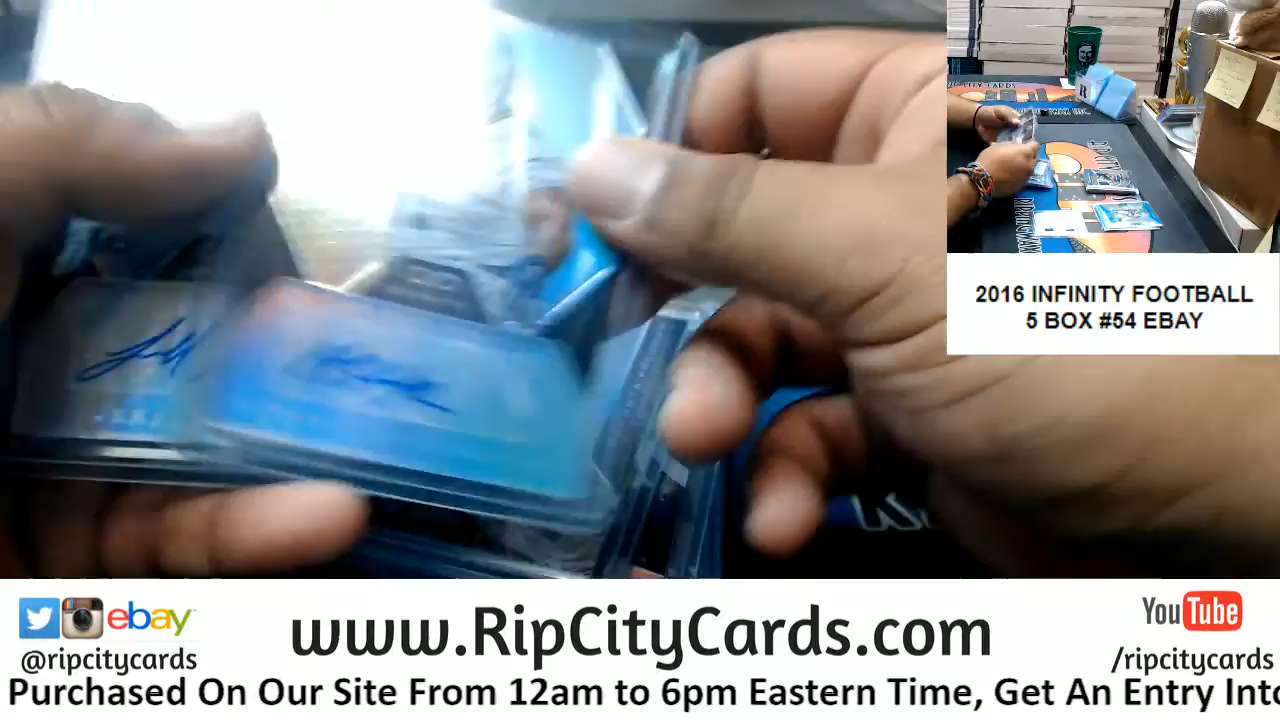 2016 INFINITY FOOTBALL
5 BOX #54 EBAY
ebay
@ripcitycards
www.RipCityCards.com
YouTube
/ripcitycards
Purchased On Our Site From 12am to 6pm Eastern Time, Get An Entry Into